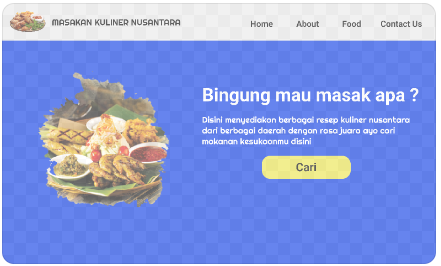 MASAKAN KULINER NUSANTARA
Home About Food Contact Us
Bingung mau masak apa ?
Disini menyediakan berbagai resep kuliner nusantara
dari berbagai daerah dengan rasa juara ayo cari
makanan kesukaanmu disini
Cari